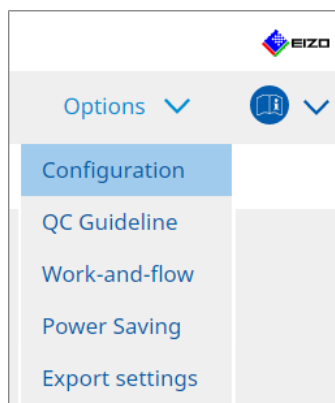 EIZO
Options
Configuration
QC Guideline
Work-and-flow
Power Saving
Export settings